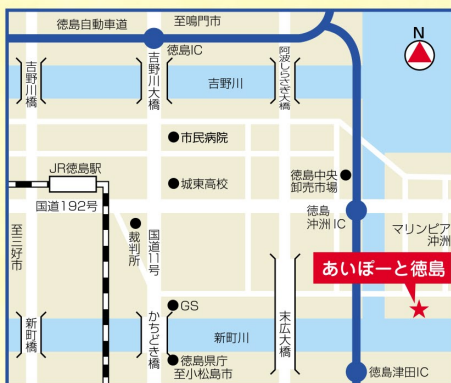 徳島自動車道
至鳴門市
N
徳島IC
吉野川橋
吉野川大橋
吉野川
阿波しらさぎ大橋
市民病院
JR徳島駅
城東高校
徳島中央
卸売市場
国道192号
徳島
沖洲IC
マリンピア
沖洲
至三好市
裁判所
国道11号
あいぽーと徳島
GS
新町橋
かちどき橋
新町川
末広大橋
徳島県庁
至小松島市
徳島津田IC